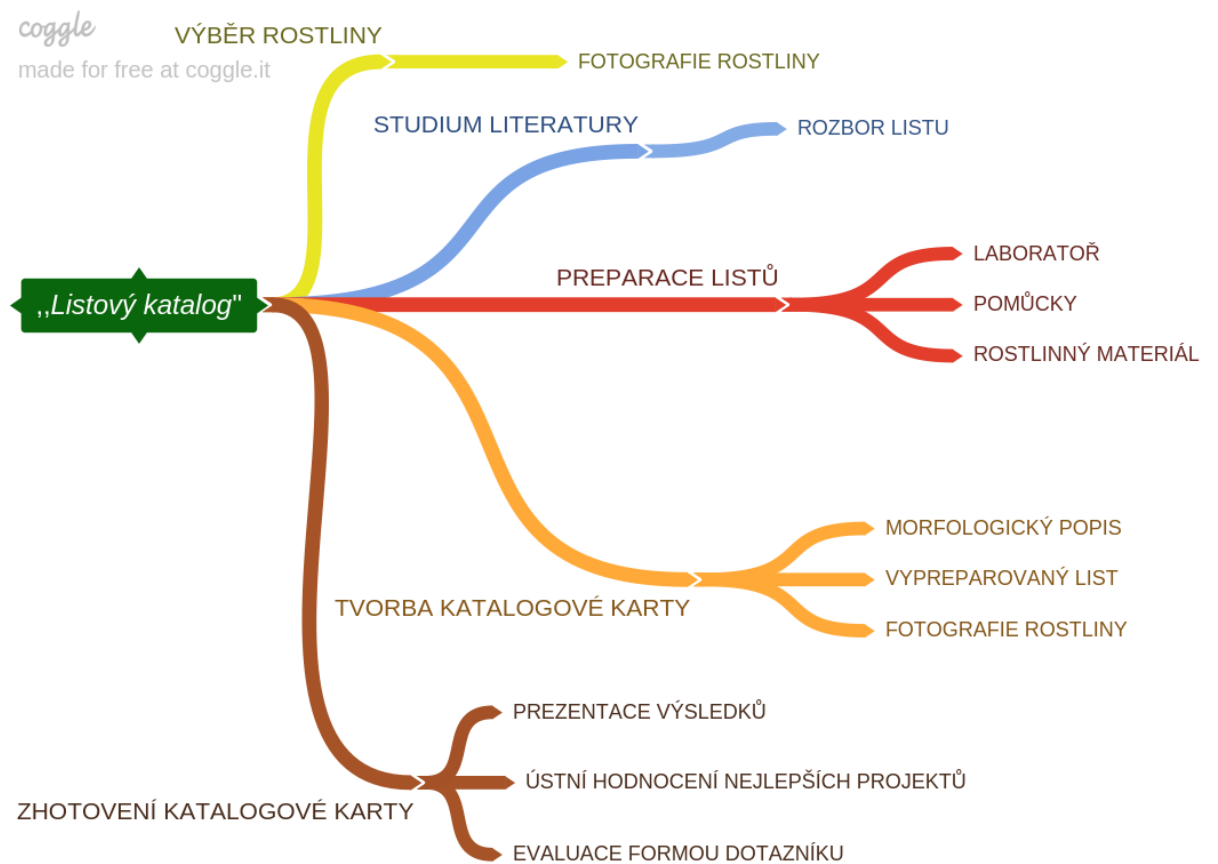 coggle
made for free at coggle.it
VÝBĚR ROSTLINY
FOTOGRAFIE ROSTLINY
STUDIUM LITERATURY
ROZBOR LISTU
,,Listový katalog"
PREPARACE LISTŮ
LABORATOŘ
POMŮCKY
ROSTLINNÝ MATERIÁL
TVORBA KATALOGOVÉ KARTY
MORFOLOGICKÝ POPIS
VYPREPAROVANÝ LIST
FOTOGRAFIE ROSTLINY
ZHOTOVENÍ KATALOGOVÉ KARTY
PREZENTACE VÝSLEDKŮ
ÚSTNÍ HODNOCENÍ NEJLEPŠÍCH PROJEKTŮ
EVALUACE FORMOU DOTAZNÍKU